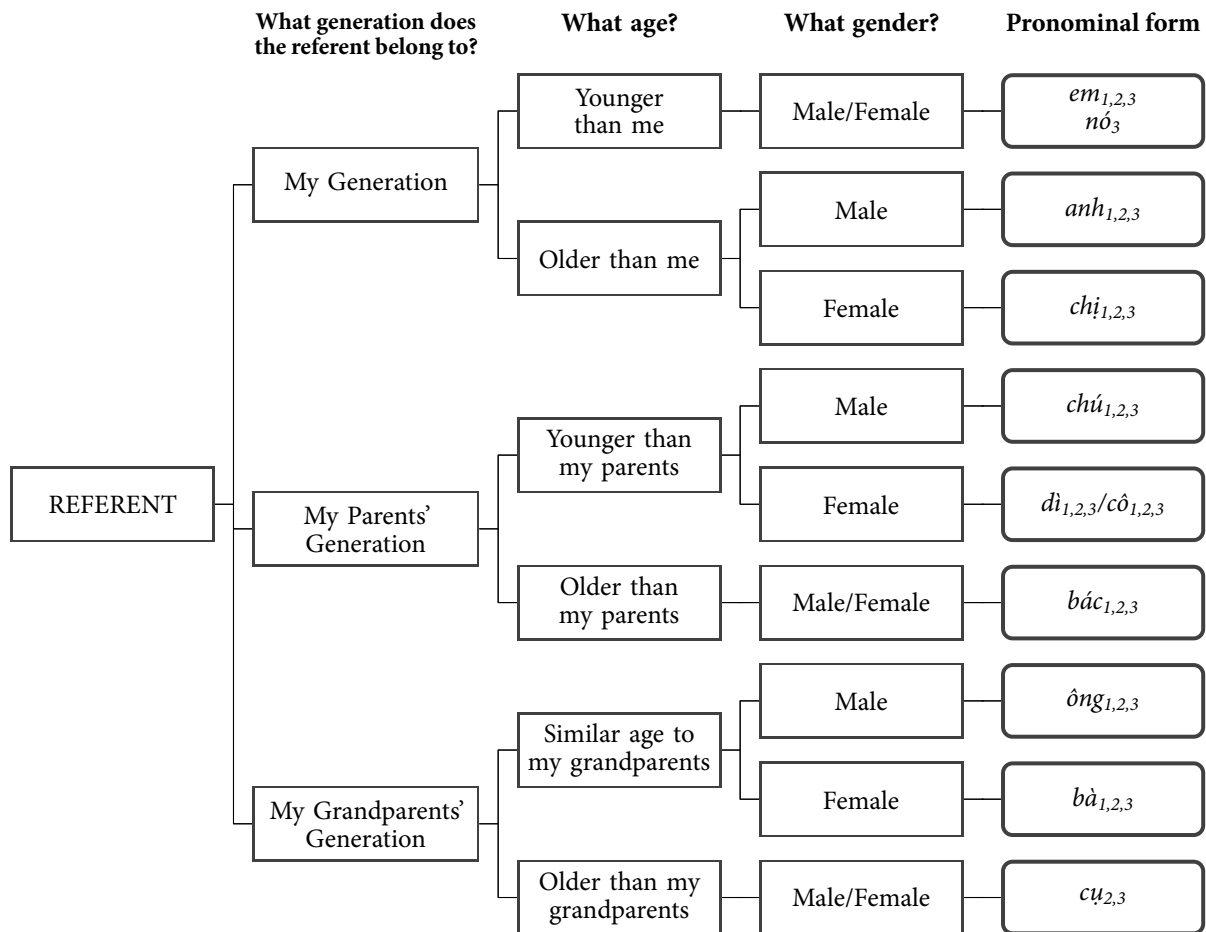 What generation does
the referent belong to?
What age?
What gender?
Pronominal form
REFERENT
My Generation
Younger
than me
Male/Female
em1,2,3
nó3
Older than me
Male
anh1,2,3
Female
chị1,2,3
My Parents'
Generation
Younger than
my parents
Male
chú1,2,3
Female
dì1,2,3/cô1,2,3
Older than
my parents
Male/Female
bác1,2,3
My Grandparents'
Generation
Similar age to
my grandparents
Male
ông1,2,3
Female
bà1,2,3
Older than my
grandparents
Male/Female
cụ2,3